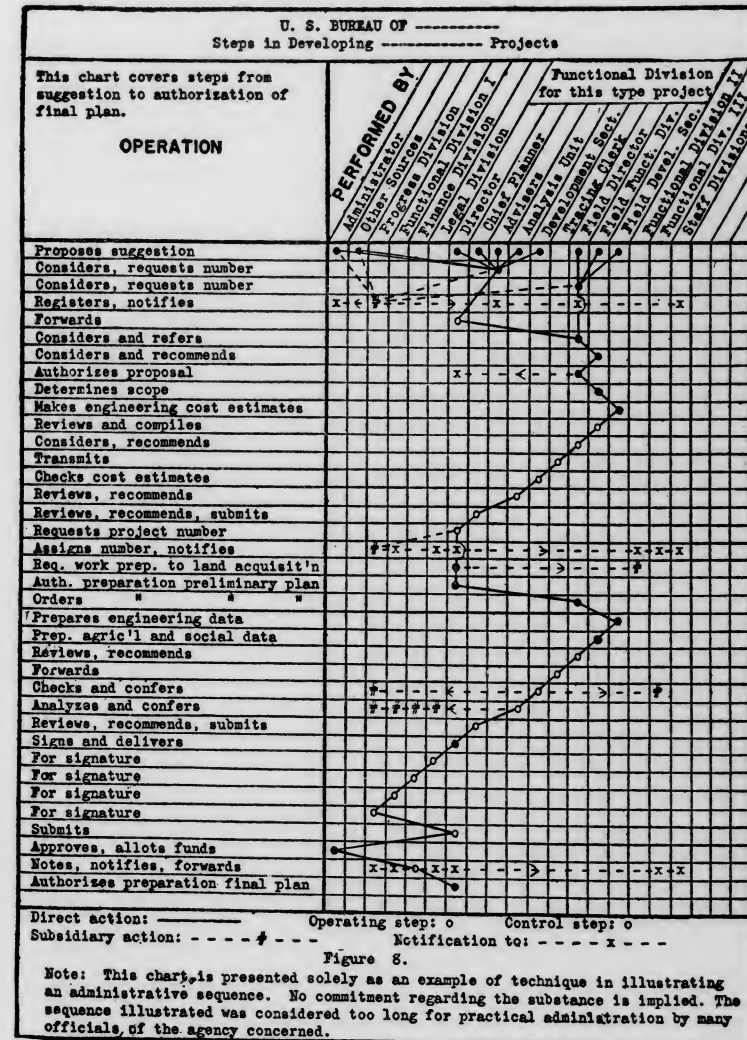 U. S. BUREAU OF ----------
Steps in Developing ------------- Projects
This chart covers steps from
suggestion to authorization of
final plan.
OPERATION
PERFORMED BY
Administrator
Other Sources
Progress Division
Functional Division I
Finance Division
Legal Division
Director
Chief Planner
Advisers
Analysis Unit
Development Sect.
Tracing Clerk
Field Director
Field Funct. Div.
Field Devel. Sec.
Functional Division II
Functional Div. III
Staff Division
Functional Division
for this type project
Proposes suggestion
Considers, requests number
Considers, requests number
Registers, notifies
Forwards
Considers and refers
Considers and recommends
Authorizes proposal
Determines scope
Makes engineering cost estimates
Reviews and compiles
Considers, recommends
Transmits
Checks cost estimates
Reviews, recommends
Reviews, recommends, submits
Requests project number
Assigns number, notifies
Req. work prep. to land acquisit'n
Auth. preparation preliminary plan
Orders " " "
Prepares engineering data
Prep. agric'l and social data
Reviews, recommends
Forwards
Checks and confers
Analyzes and confers
Reviews, recommends, submits
Signs and delivers
For signature
For signature
For signature
For signature
Submits
Approves, allots funds
Notes, notifies, forwards
Authorizes preparation final plan
Direct action: ———— Operating step: o Control step: o
Subsidiary action: - - - - # - - - Notification to: - - - - x - - -
Figure 8.
Note: This chart is presented solely as an example of technique in illustrating
an administrative sequence. No commitment regarding the substance is implied. The
sequence illustrated was considered too long for practical administration by many
officials of the agency concerned.